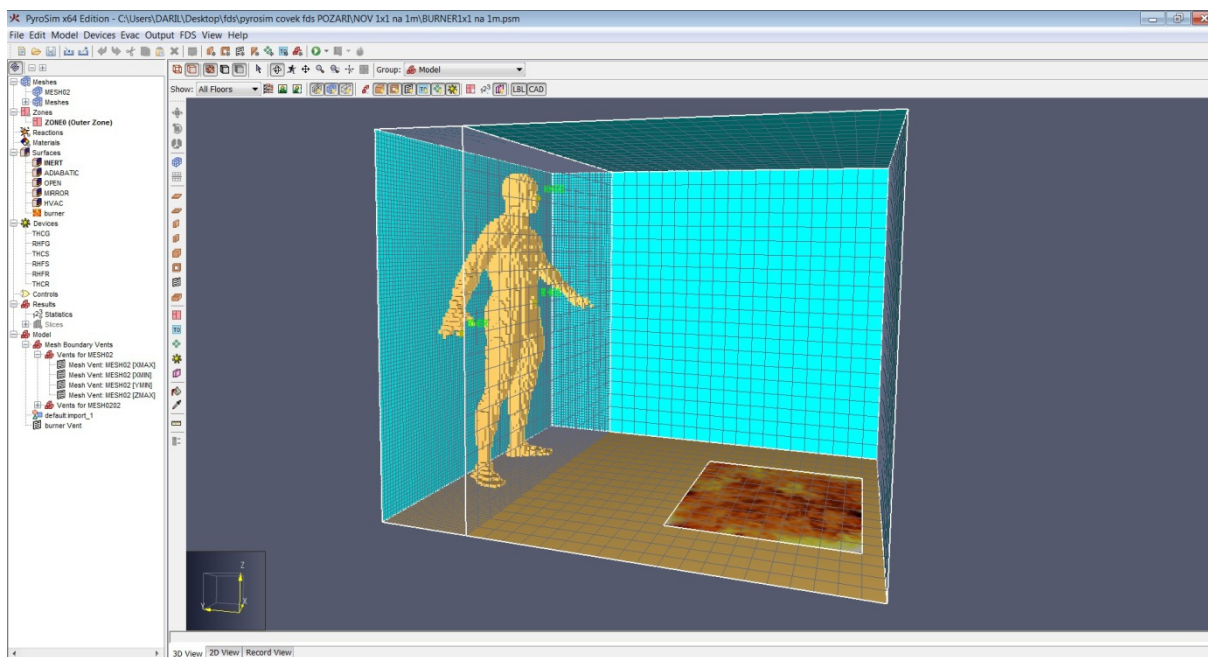 PyroSim x64 Edition - C:\Users\DARIL\Desktop\fds\pyrosim covek fds POZARI\NOV 1x1 na 1m\BURNER1x1 na 1m.psm
File Edit Model Devices Evac Output FDS View Help
Group: Model
Show: All Floors
LBL CAD
Meshes
MESH02
Meshes
Zones
ZONE0 (Outer Zone)
Reactions
Materials
Surfaces
INERT
ADIABATIC
OPEN
MIRROR
HVAC
burner
Devices
THCG
RHFG
THCS
RHFS
RHFR
THCR
Controls
Results
Statistics
Slices
Model
Mesh Boundary Vents
Vents for MESH02
Mesh Vent: MESH02 [XMAX]
Mesh Vent: MESH02 [XMIN]
Mesh Vent: MESH02 [YMIN]
Mesh Vent: MESH02 [ZMAX]
Vents for MESH0202
default.import_1
burner Vent
Z
Y
X
3D View 2D View Record View